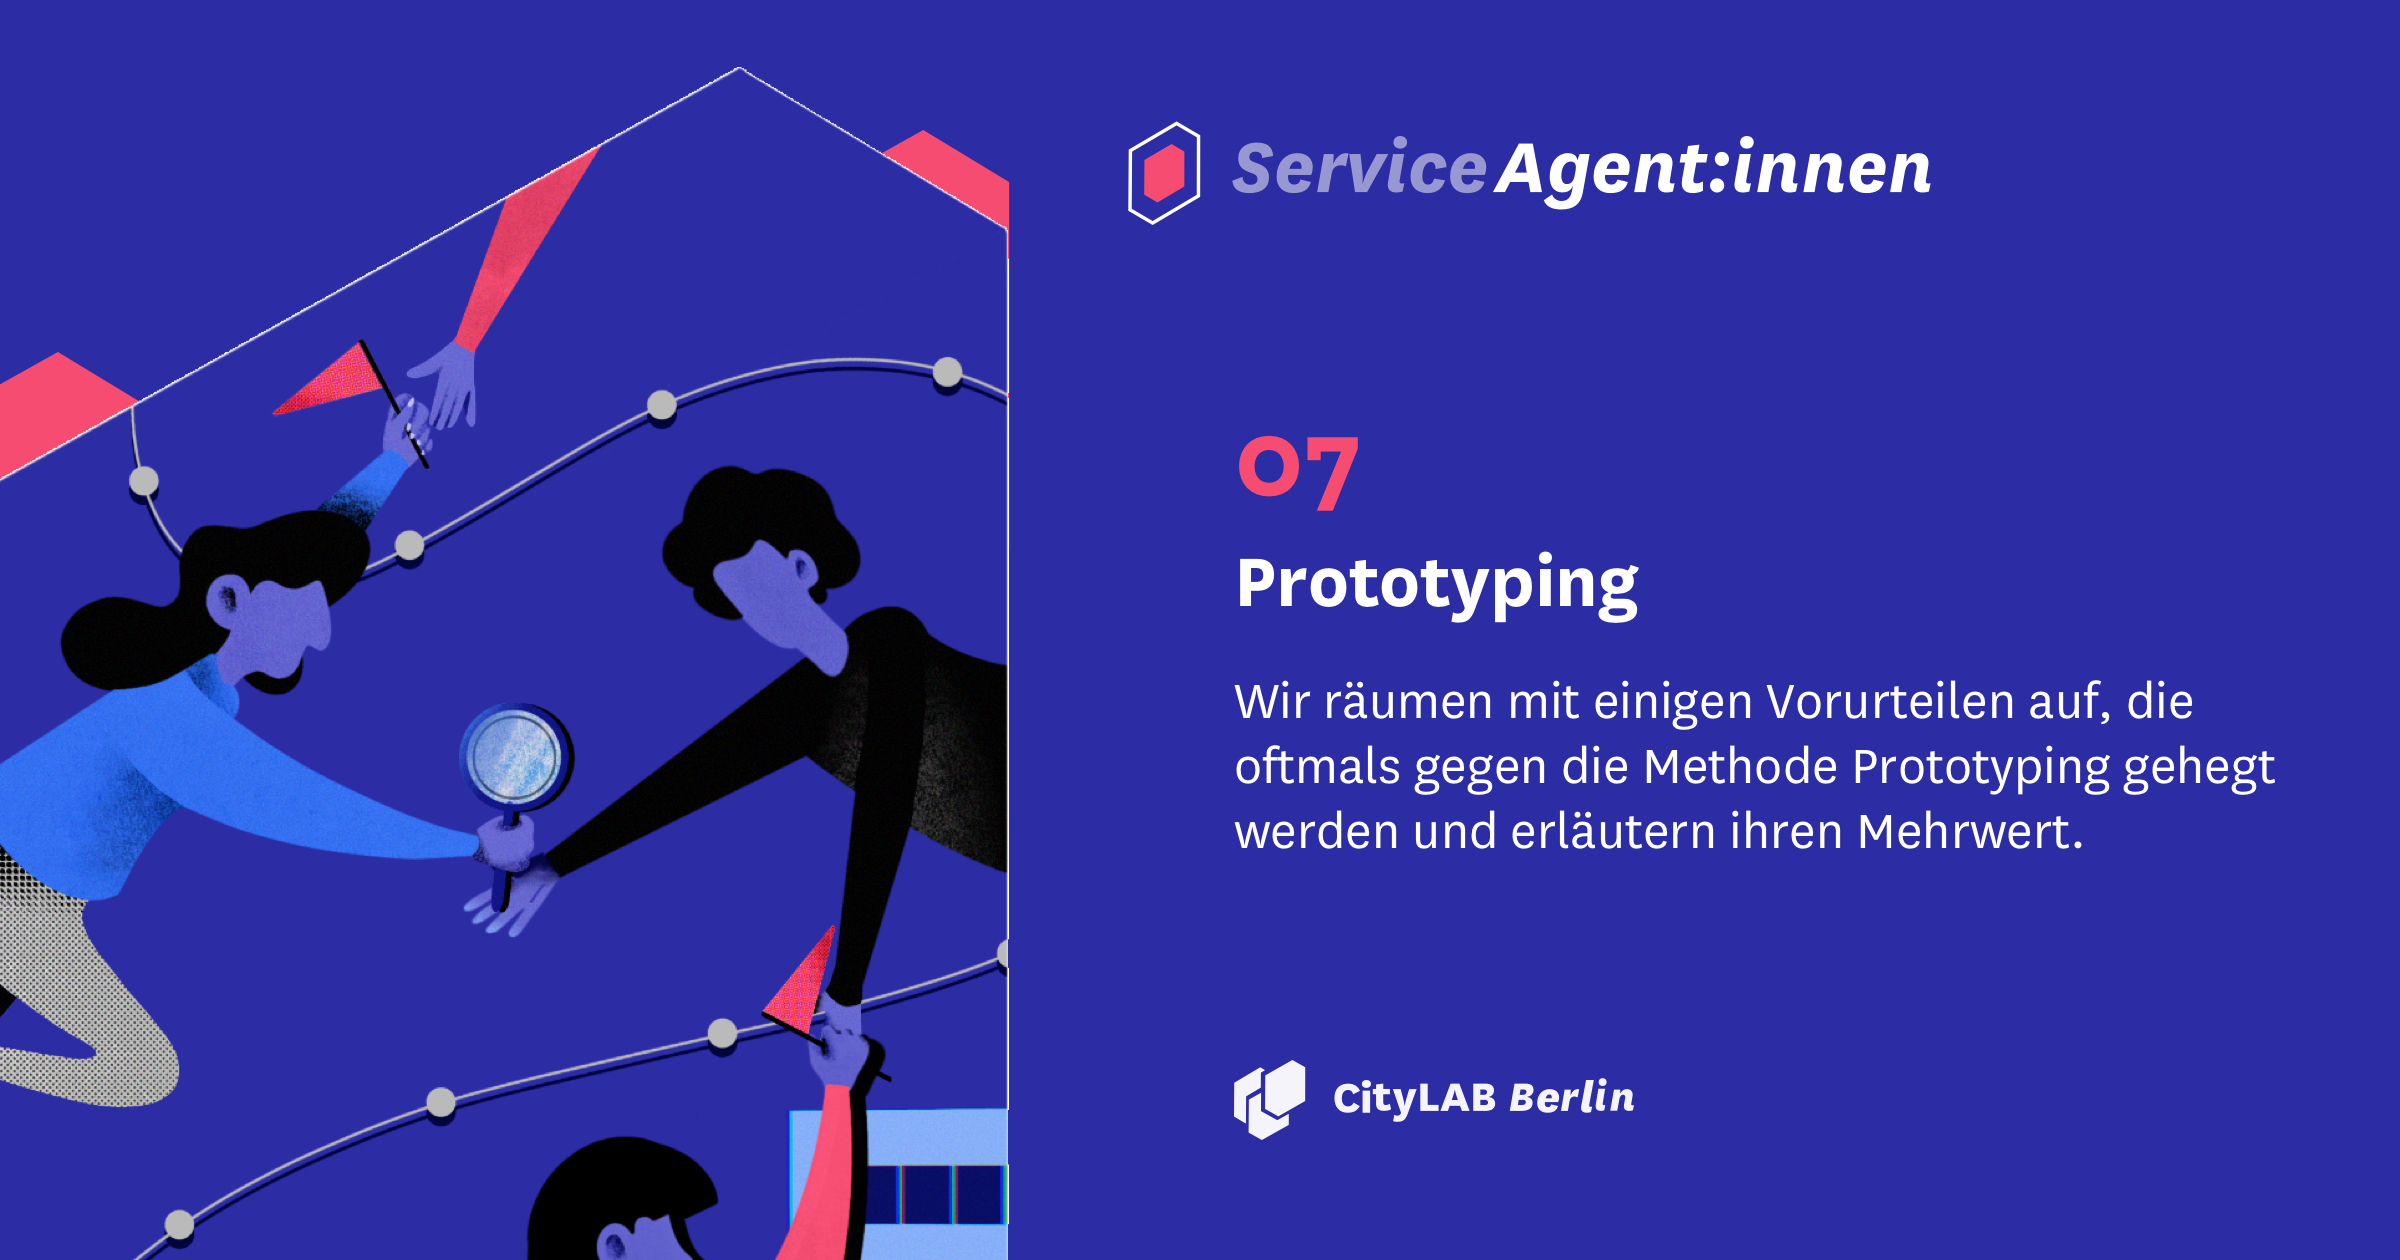 Service Agent:innen
07
Prototyping
Wir räumen mit einigen Vorurteilen auf, die
oftmals gegen die Methode Prototyping gehegt
werden und erläutern ihren Mehrwert.
CityLAB Berlin